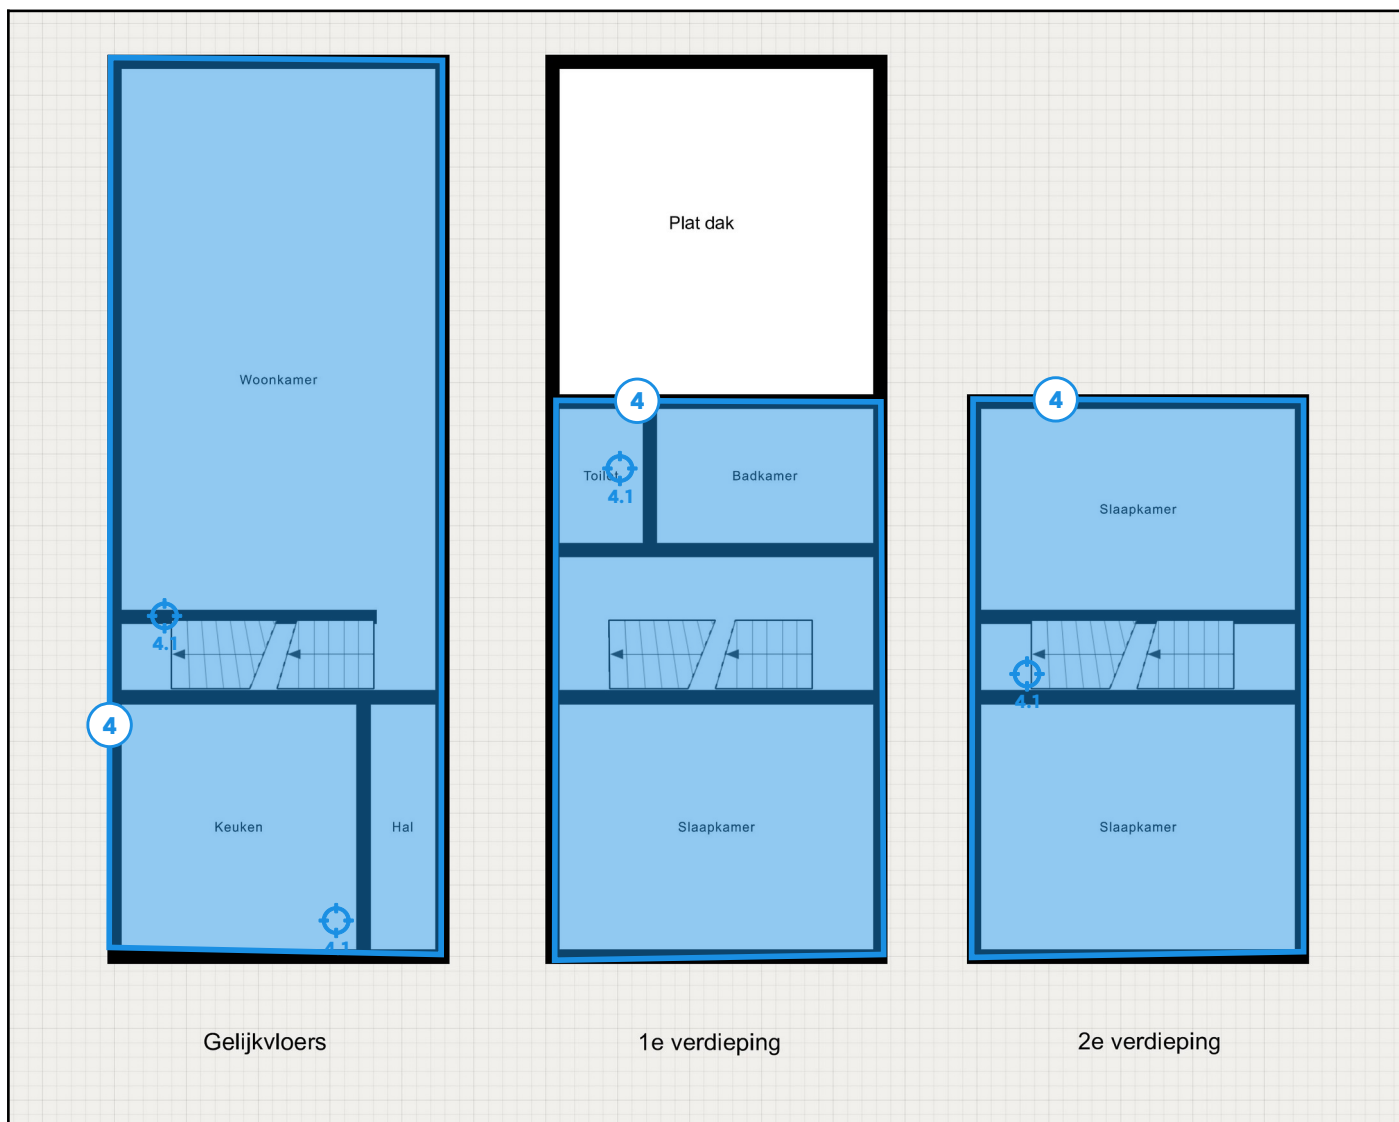 Plat dak
Woonkamer
4
4
Toilet
4.1
Badkamer
Slaapkamer
4.1
4.1
4
Keuken
Hal
Slaapkamer
Slaapkamer
4.1
Gelijkvloers
1e verdieping
2e verdieping